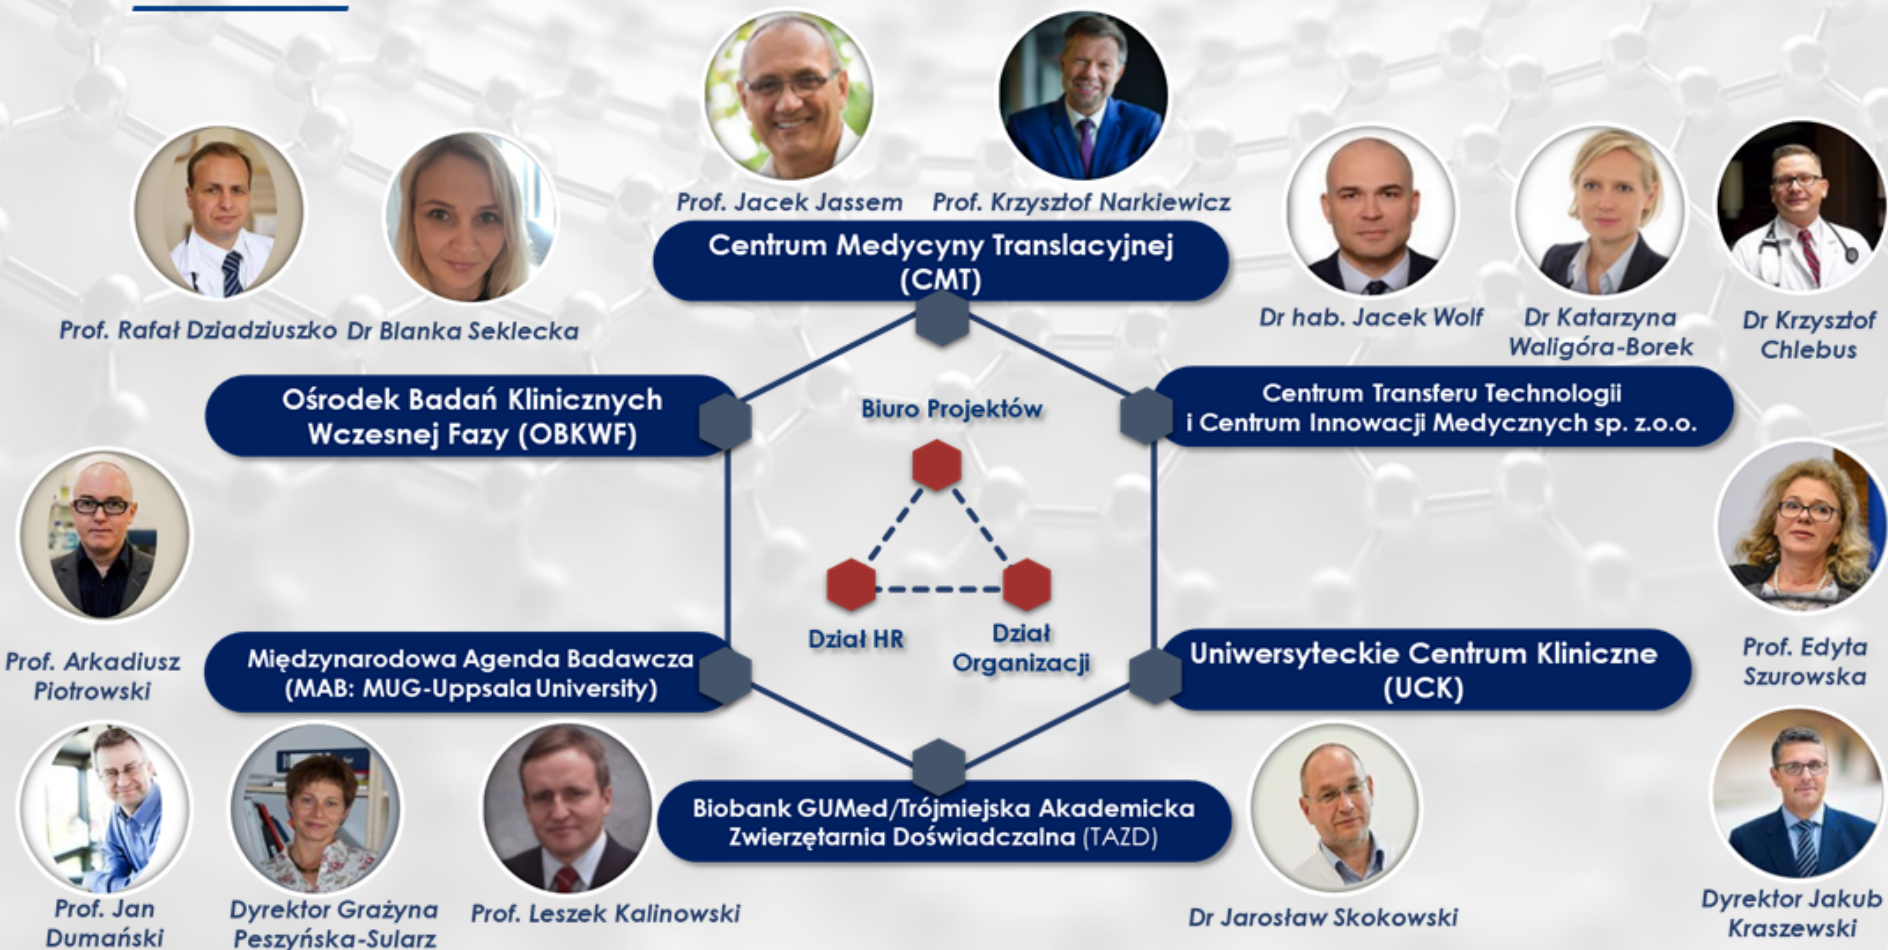 Prof. Jacek Jassem
Prof. Krzysztof Narkiewicz
Centrum Medycyny Translacyjnej
(CMT)
Prof. Rafał Dziadziuszko
Dr Blanka Seklecka
Dr hab. Jacek Wolf
Dr Katarzyna
Waligóra-Borek
Dr Krzysztof
Chlebus
Ośrodek Badań Klinicznych
Wczesnej Fazy (OBKWF)
Biuro Projektów
Centrum Transferu Technologii
i Centrum Innowacji Medycznych sp. z.o.o.
Dział HR
Dział
Organizacji
Prof. Arkadiusz
Piotrowski
Międzynarodowa Agenda Badawcza
(MAB: MUG-Uppsala University)
Uniwersyteckie Centrum Kliniczne
(UCK)
Prof. Edyta
Szurowska
Biobank GUMed/Trójmiejska Akademicka
Zwierzętarnia Doświadczalna (TAZD)
Prof. Jan
Dumański
Dyrektor Grażyna
Peszyńska-Sularz
Prof. Leszek Kalinowski
Dr Jarosław Skokowski
Dyrektor Jakub
Kraszewski